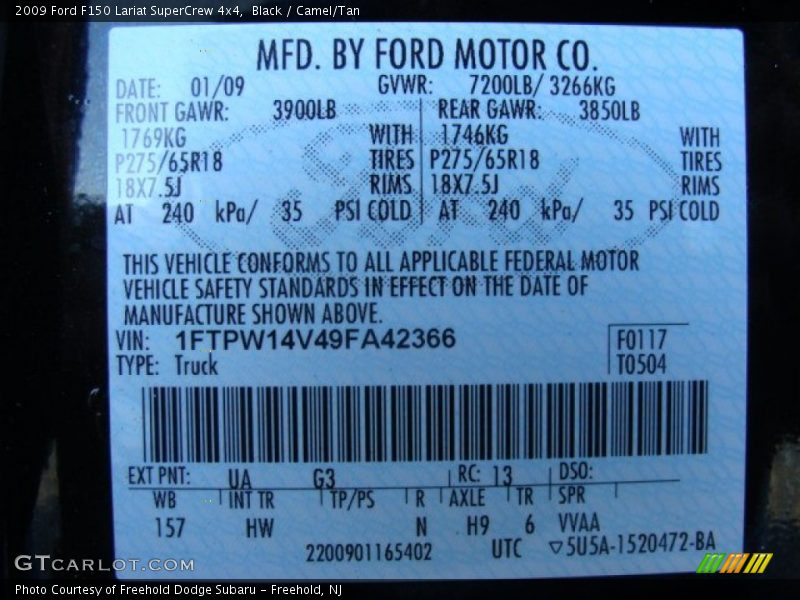 2009 Ford F150 Lariat SuperCrew 4x4, Black / Camel/Tan
MFD. BY FORD MOTOR CO.
DATE: 01/09 GVWR: 7200LB/ 3266KG
FRONT GAWR: 3900LB REAR GAWR: 3850LB
1769KG WITH 1746KG WITH
P275/65R18 TIRES P275/65R18 TIRES
18X7.5J RIMS 18X7.5J RIMS
AT 240 kPa/ 35 PSI COLD AT 240 kPa/ 35 PSI COLD
THIS VEHICLE CONFORMS TO ALL APPLICABLE FEDERAL MOTOR
VEHICLE SAFETY STANDARDS IN EFFECT ON THE DATE OF
MANUFACTURE SHOWN ABOVE.
VIN: 1FTPW14V49FA42366 F0117
TYPE: Truck T0504
EXT PNT: UA G3 RC: 13 DSO:
WB INT TR TP/PS R AXLE TR SPR
157 HW N H9 6 VVAA
2200901165402 UTC ▽5U5A-1520472-BA
GTCARLOT.COM
Photo Courtesy of Freehold Dodge Subaru - Freehold, NJ